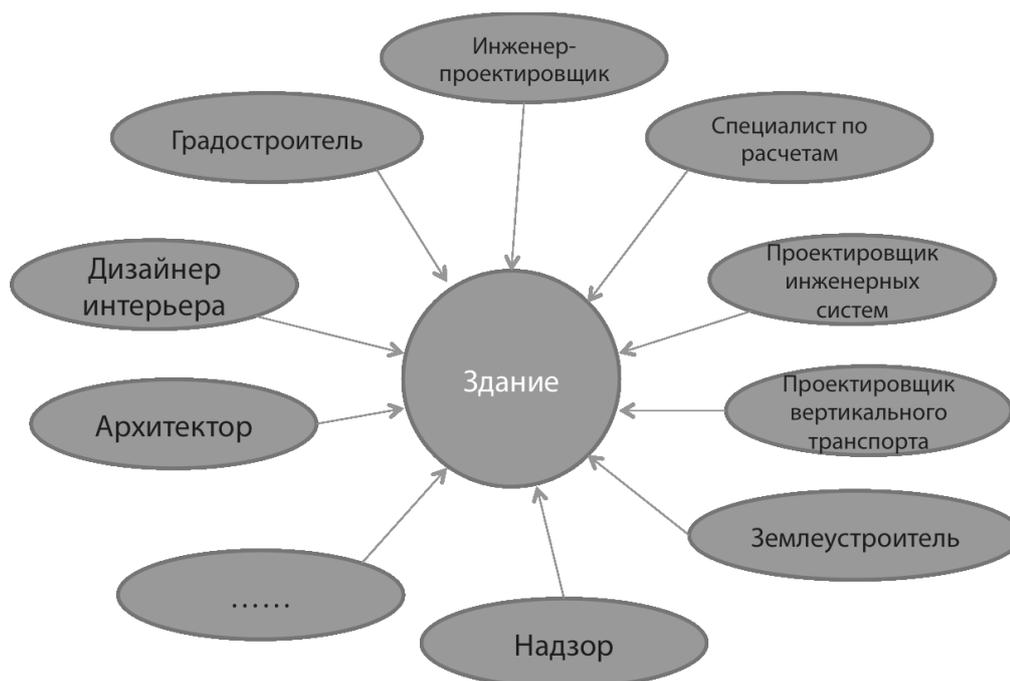 Инженер-
проектировщик
Градостроитель
Специалист по
расчетам
Дизайнер
интерьера
Проектировщик
инженерных
систем
Здание
Архитектор
Проектировщик
вертикального
транспорта
Землеустроитель
......
Надзор